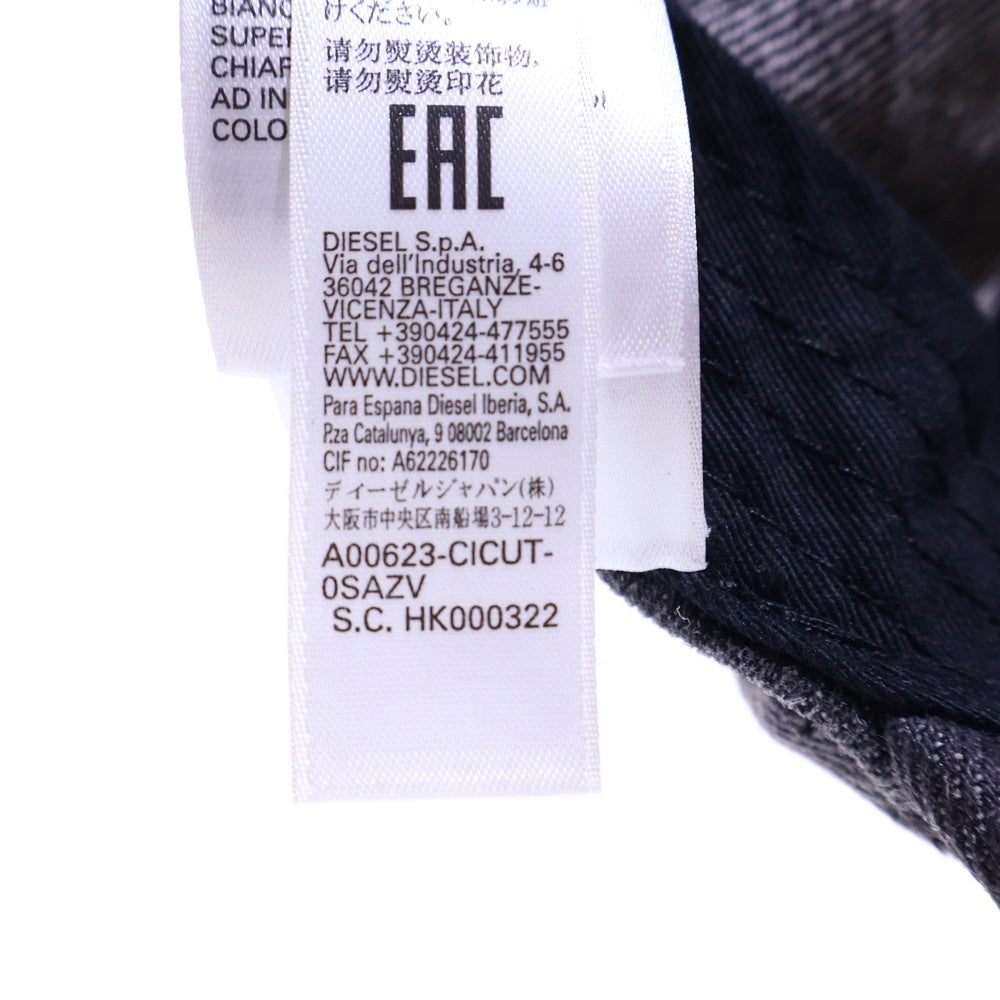 BIANC
SUPER
CHIAR
AD IN
COLO
けください。
请勿熨烫装饰物,
请勿熨烫印花
EAC
DIESEL S.p.A.
Via dell'Industria, 4-6
36042 BREGANZE-
VICENZA-ITALY
TEL +390424-477555
FAX +390424-411955
WWW.DIESEL.COM
Para Espana Diesel Iberia, S.A.
P.za Catalunya, 9 08002 Barcelona
CIF no: A62226170
ディーゼルジャパン(株)
大阪市中央区南船場3-12-12
A00623-CICUT-
0SAZV
S.C. HK000322